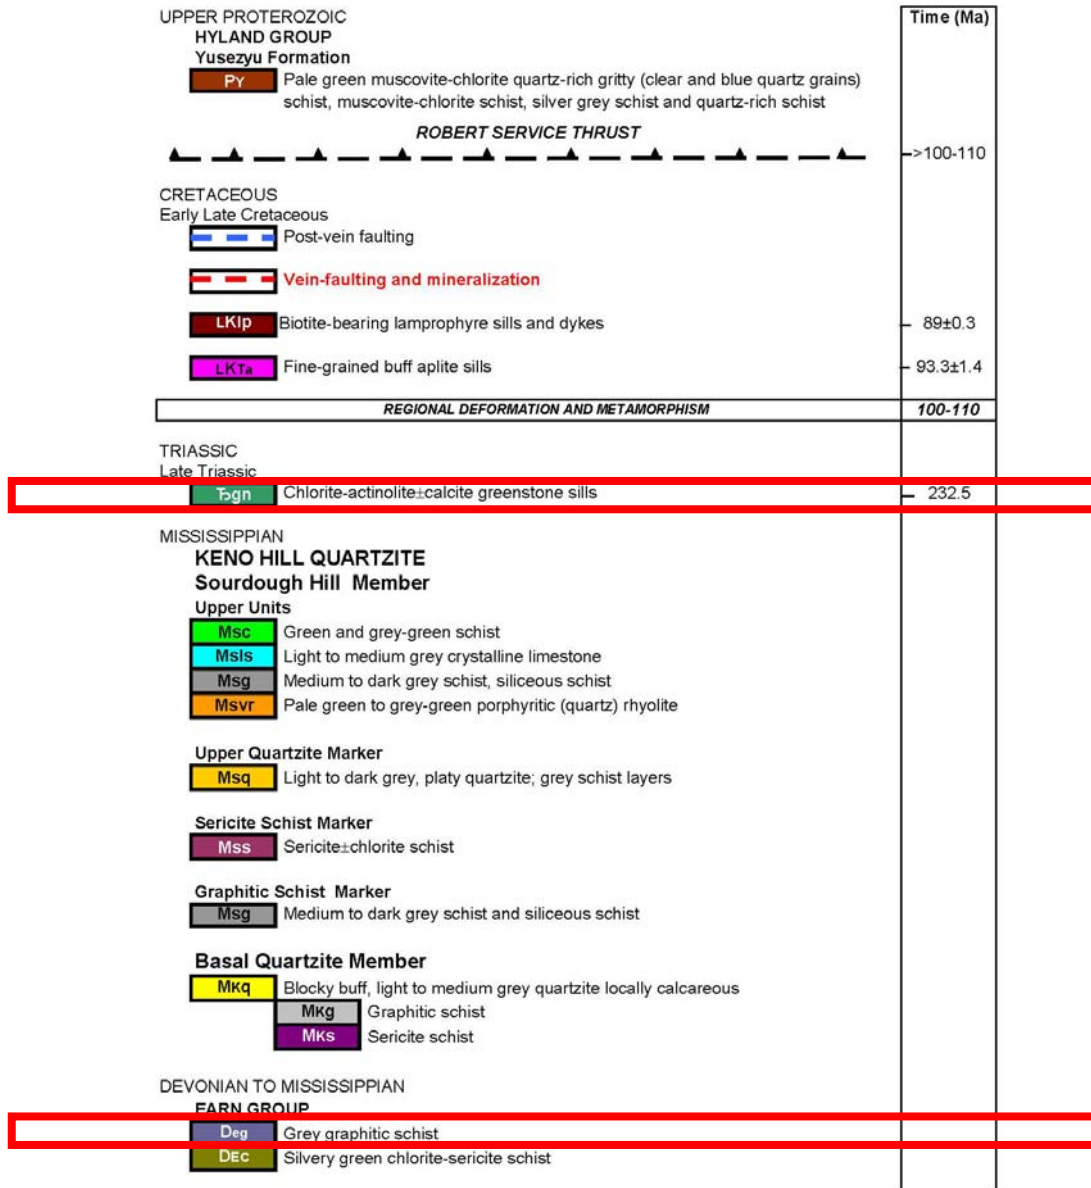 UPPER PROTEROZOIC Time (Ma)
HYLAND GROUP
Yusezyu Formation
PY Pale green muscovite-chlorite quartz-rich gritty (clear and blue quartz grains)
schist, muscovite-chlorite schist, silver grey schist and quartz-rich schist
ROBERT SERVICE THRUST
>100-110
CRETACEOUS
Early Late Cretaceous
Post-vein faulting
Vein-faulting and mineralization
LKlp Biotite-bearing lamprophyre sills and dykes 89±0.3
LKTa Fine-grained buff aplite sills 93.3±1.4
REGIONAL DEFORMATION AND METAMORPHISM 100-110
TRIASSIC
Late Triassic
Chlorite-actinolite±calcite greenstone sills 232.5
MISSISSIPPIAN
KENO HILL QUARTZITE
Sourdough Hill Member
Upper Units
Msc Green and grey-green schist
Msls Light to medium grey crystalline limestone
Msg Medium to dark grey schist, siliceous schist
Msvr Pale green to grey-green porphyritic (quartz) rhyolite
Upper Quartzite Marker
Msq Light to dark grey, platy quartzite; grey schist layers
Sericite Schist Marker
Mss Sericite±chlorite schist
Graphitic Schist Marker
Msg Medium to dark grey schist and siliceous schist
Basal Quartzite Member
MKq Blocky buff, light to medium grey quartzite locally calcareous
MKg Graphitic schist
MKs Sericite schist
DEVONIAN TO MISSISSIPPIAN
EARN GROUP
Deg Grey graphitic schist
DEC Silvery green chlorite-sericite schist